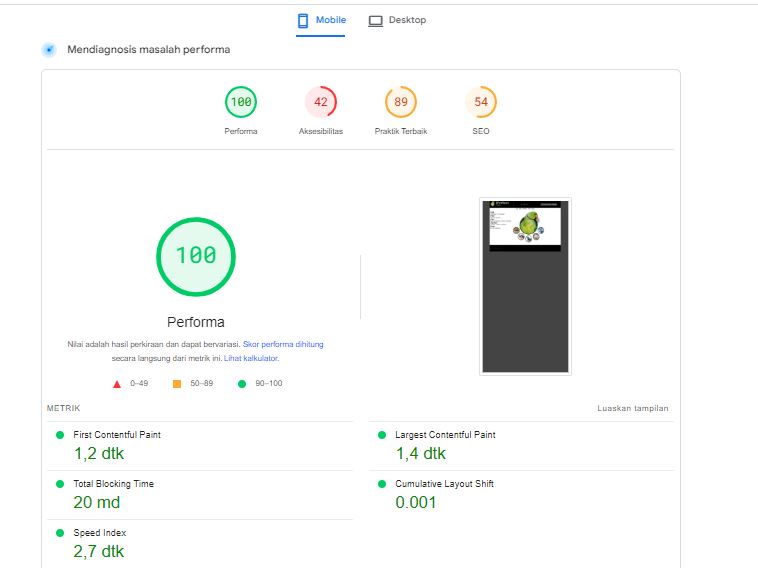 Mobile
Desktop
Mendiagnosis masalah performa
100
42
89
54
Performa
Aksesibilitas
Praktik Terbaik
SEO
100
Performa
Nilai adalah hasil perkiraan dan dapat bervariasi. Skor performa dihitung
secara langsung dari metrik ini. Lihat kalkulator.
0–49
50–89
90–100
METRIK
Luaskan tampilan
First Contentful Paint
1,2 dtk
Largest Contentful Paint
1,4 dtk
Total Blocking Time
20 md
Cumulative Layout Shift
0.001
Speed Index
2,7 dtk